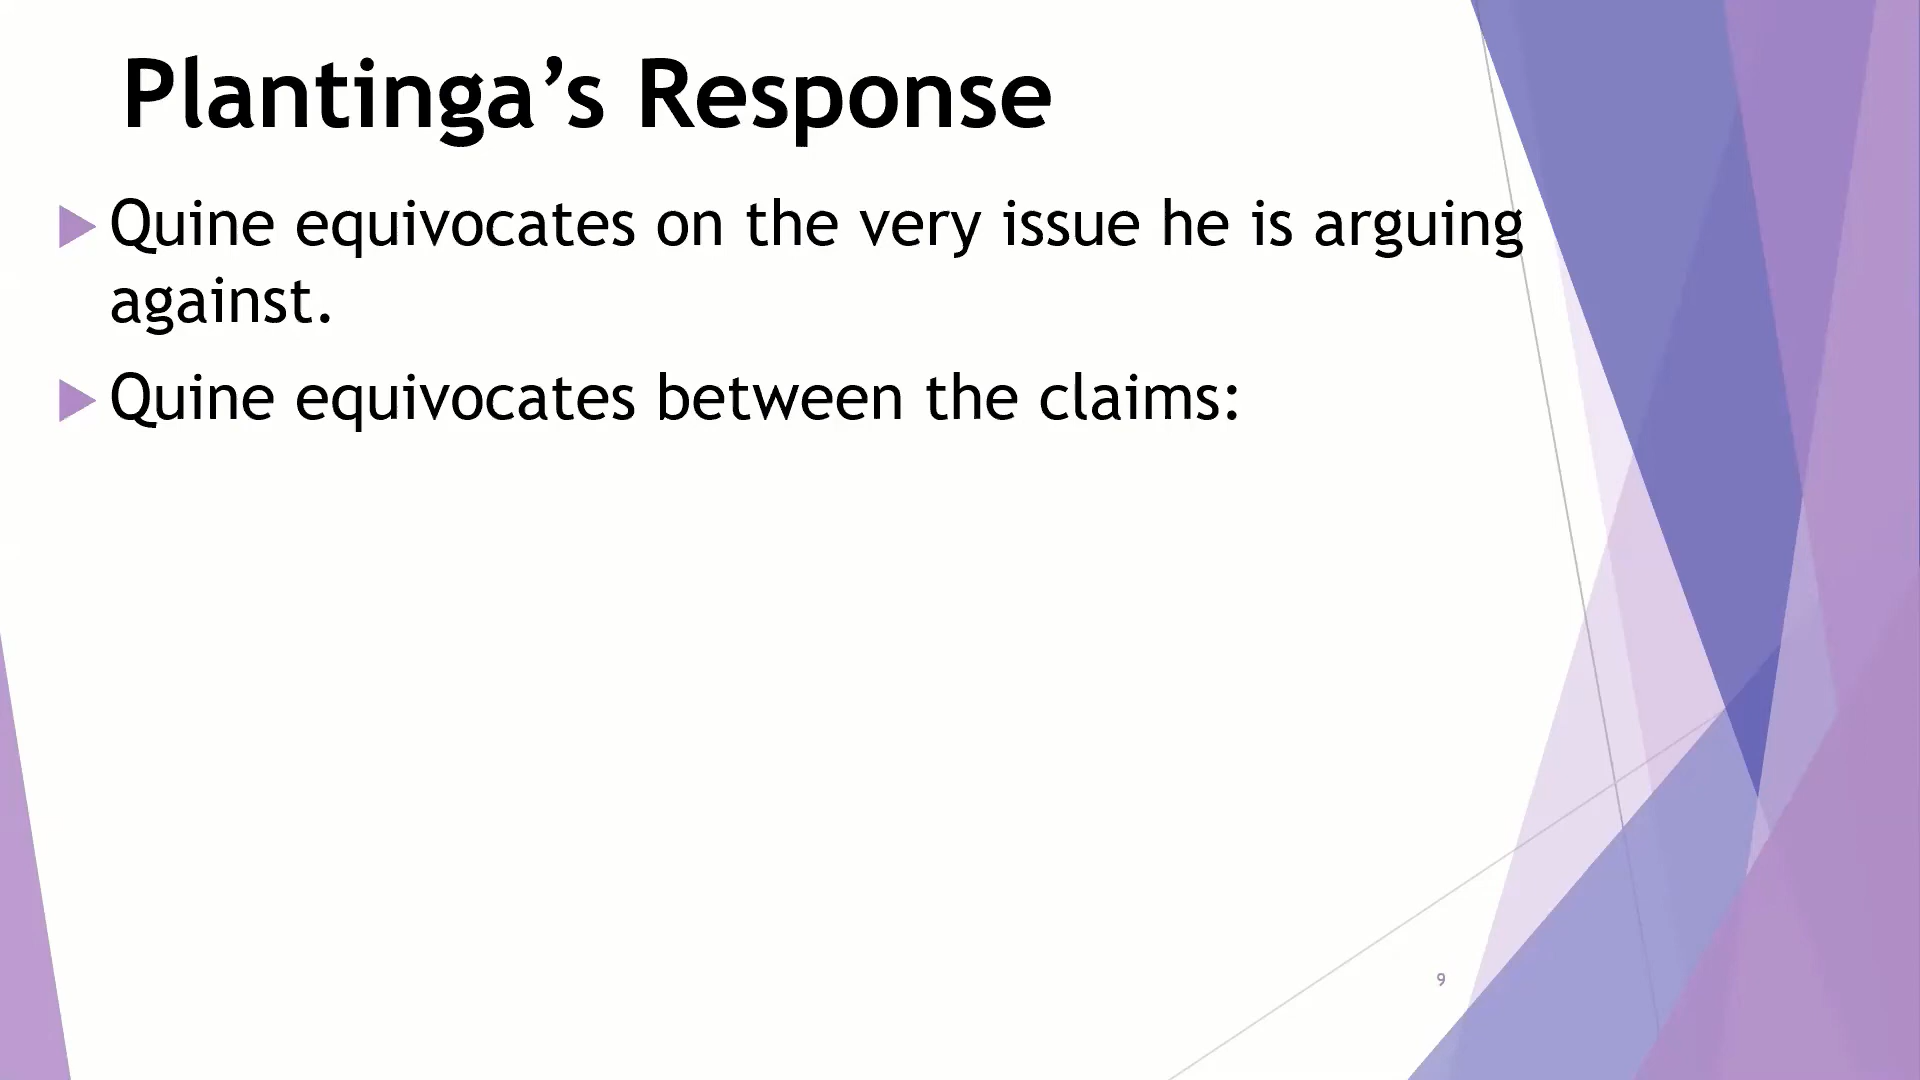 Plantinga’s Response
Quine equivocates on the very issue he is arguing
against.
Quine equivocates between the claims:
9